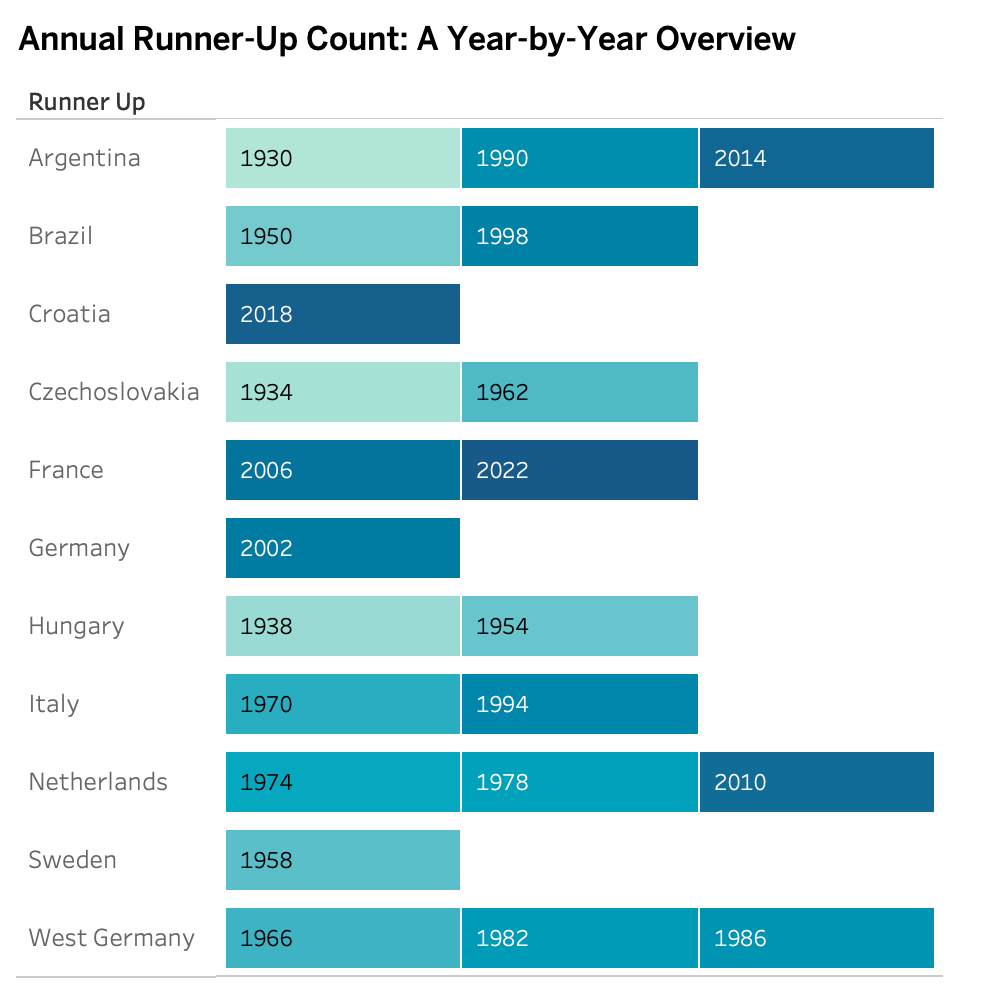 Annual Runner-Up Count: A Year-by-Year Overview
Runner Up
Argentina 1930 1990 2014
Brazil 1950 1998
Croatia 2018
Czechoslovakia 1934 1962
France 2006 2022
Germany 2002
Hungary 1938 1954
Italy 1970 1994
Netherlands 1974 1978 2010
Sweden 1958
West Germany 1966 1982 1986